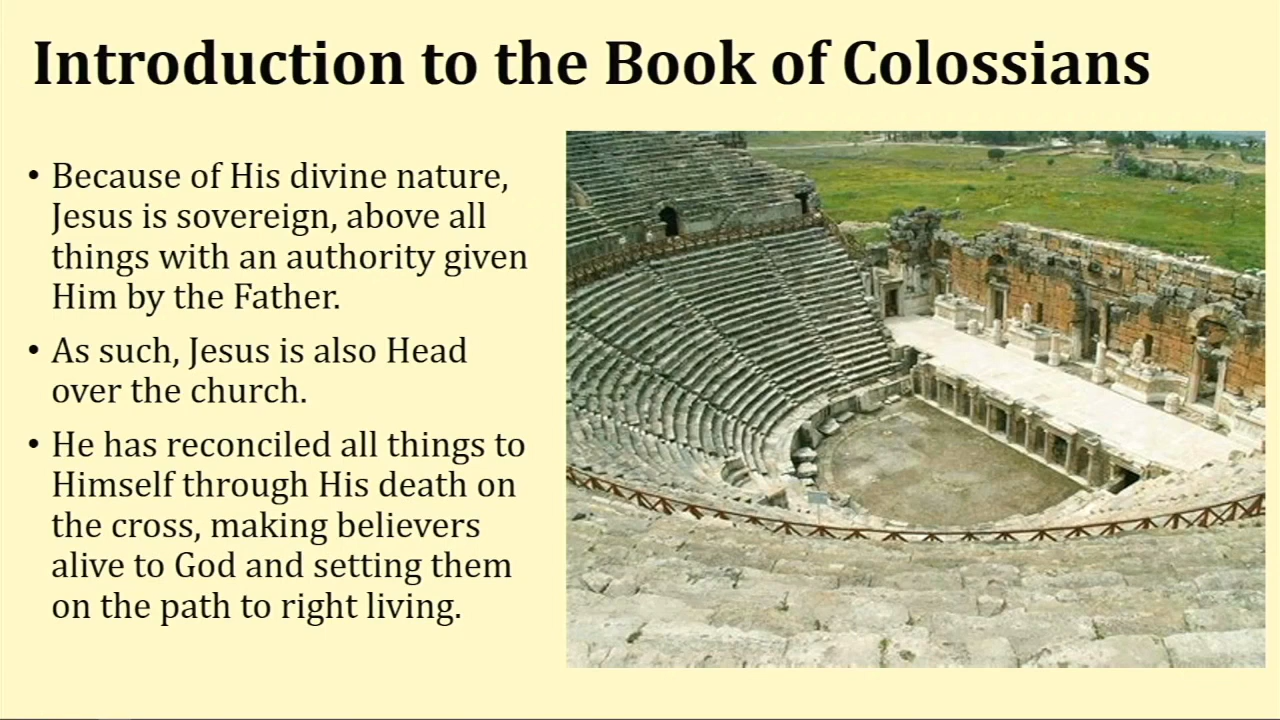 Introduction to the Book of Colossians
• Because of His divine nature,
Jesus is sovereign, above all
things with an authority given
Him by the Father.
• As such, Jesus is also Head
over the church.
• He has reconciled all things to
Himself through His death on
the cross, making believers
alive to God and setting them
on the path to right living.